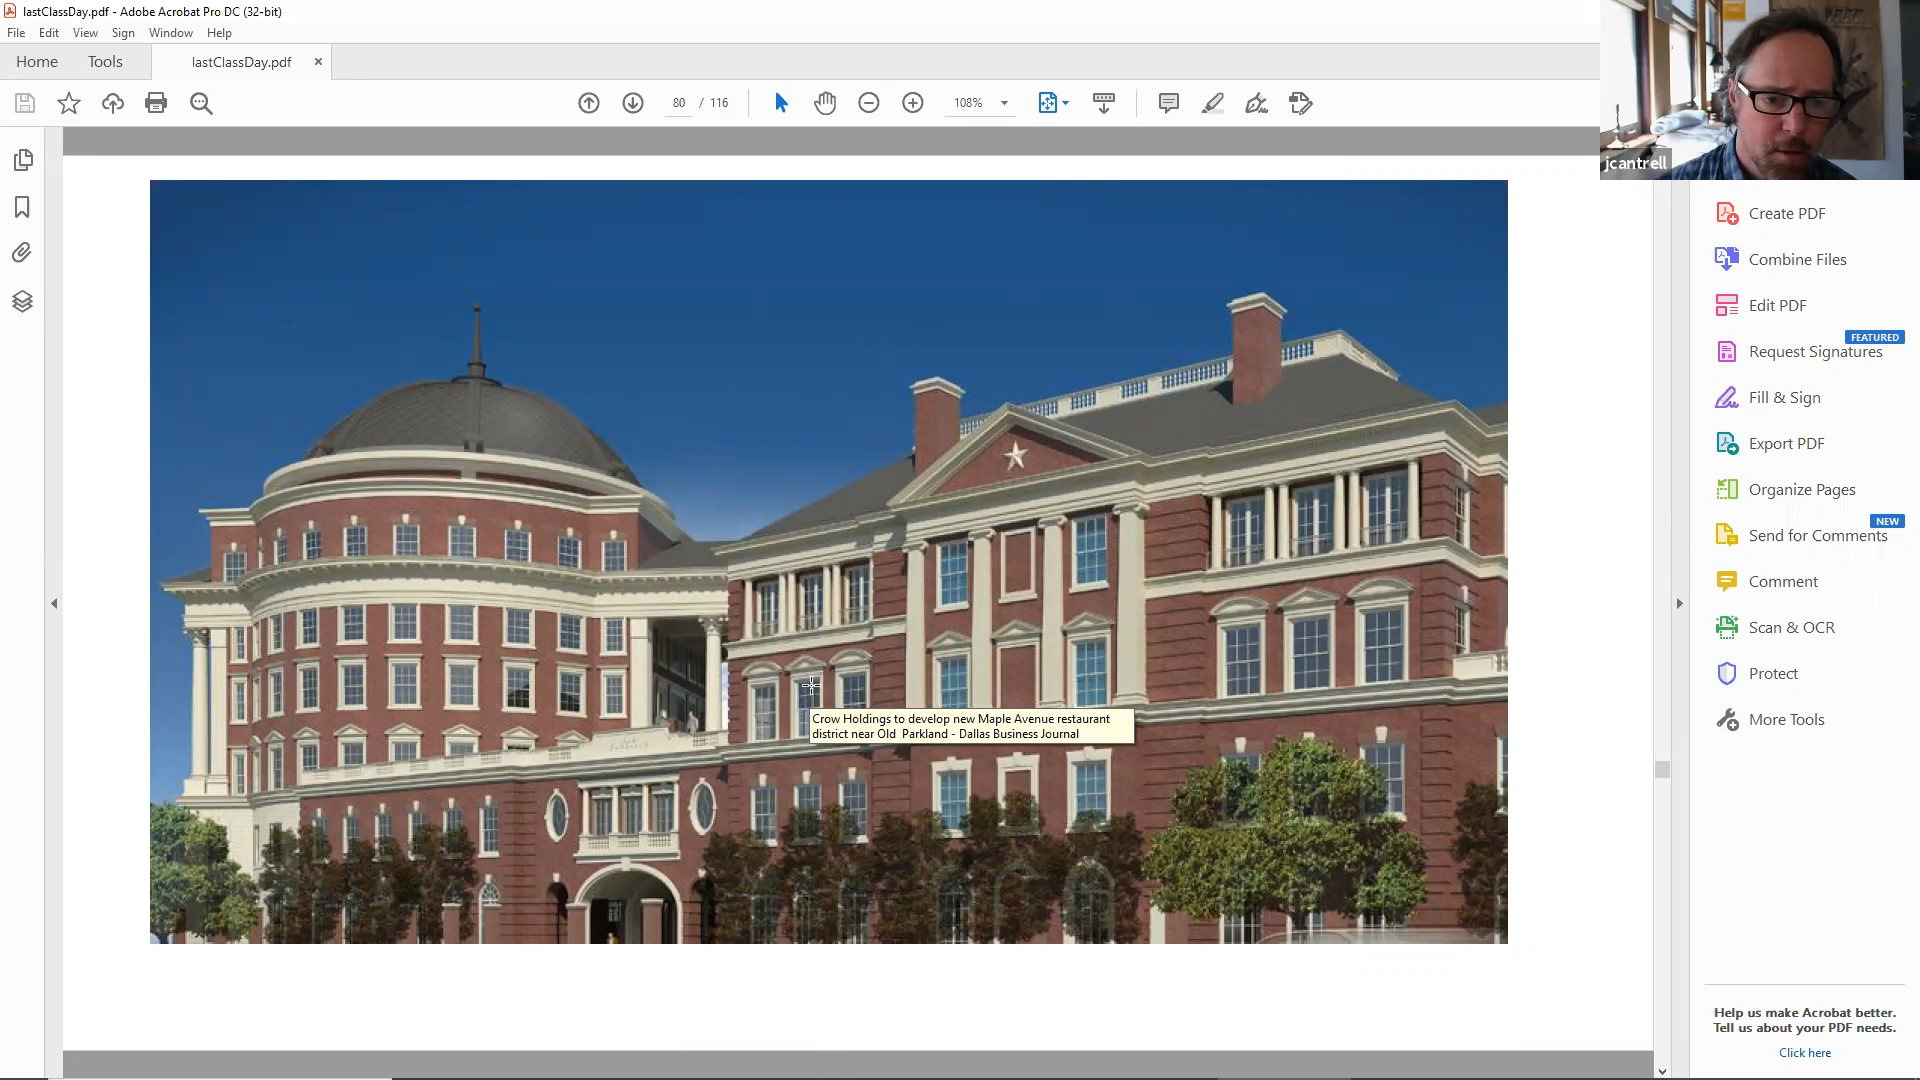 lastClassDay.pdf - Adobe Acrobat Pro DC (32-bit)
File Edit View Sign Window Help
Home Tools lastClassDay.pdf
80 / 116 108%
jcantrell
Create PDF
Combine Files
Edit PDF
FEATURED
Request Signatures
Fill & Sign
Export PDF
Organize Pages
NEW
Send for Comments
Comment
Scan & OCR
Protect
More Tools
Crow Holdings to develop new Maple Avenue restaurant
district near Old Parkland - Dallas Business Journal
Help us make Acrobat better.
Tell us about your PDF needs.
Click here